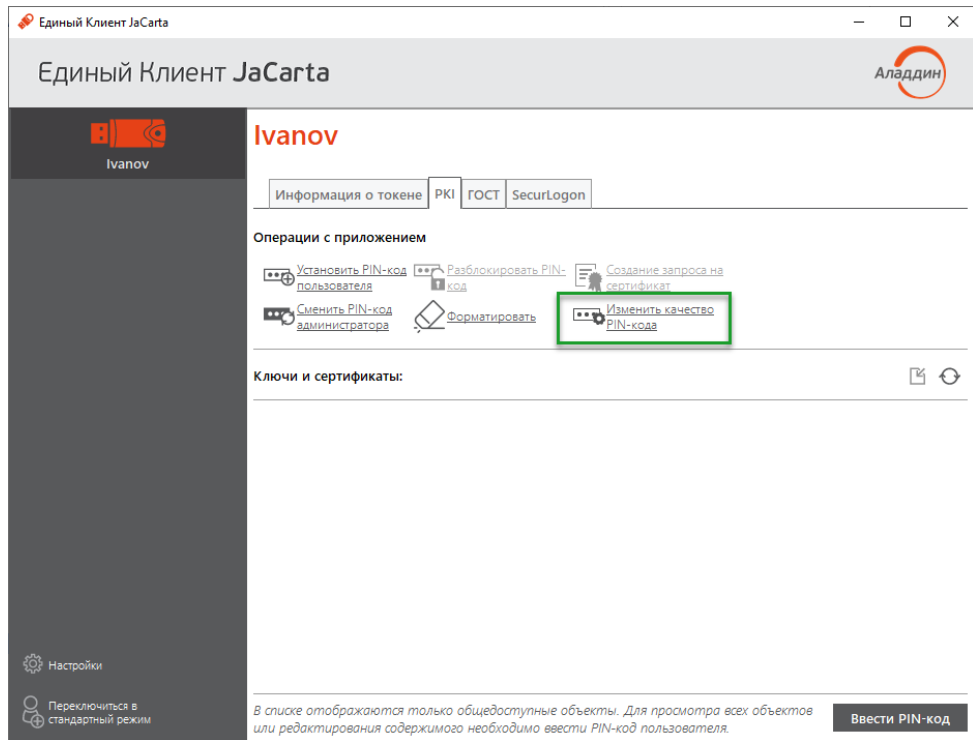 Единый Клиент JaCarta
Единый Клиент JaCarta
Аладдин
Ivanov
Ivanov
Информация о токене PKI ГОСТ SecurLogon
Операции с приложением
Установить PIN-код
пользователя
Разблокировать PIN-
код
Создание запроса на
сертификат
Сменить PIN-код
администратора
Форматировать
Изменить качество
PIN-кода
Ключи и сертификаты:
Настройки
Переключиться в
стандартный режим
В списке отображаются только общедоступные объекты. Для просмотра всех объектов
или редактирования содержимого необходимо ввести PIN-код пользователя.
Ввести PIN-код